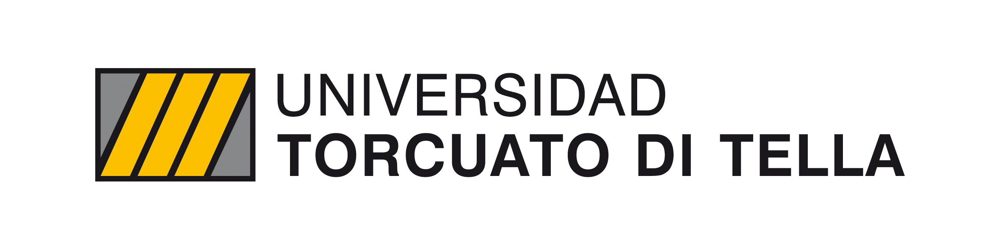 UNIVERSIDAD
TORCUATO DI TELLA